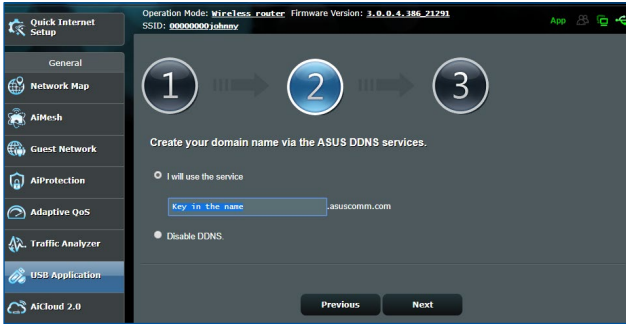 Quick Internet
Setup
Operation Mode: Wireless router Firmware Version: 3.0.0.4.386_21291
SSID: 00000000johnny
App
General
Network Map
AiMesh
Guest Network
AiProtection
Adaptive QoS
Traffic Analyzer
USB Application
AiCloud 2.0
1
2
3
Create your domain name via the ASUS DDNS services.
I will use the service
Key in the name .asuscomm.com
Disable DDNS.
Previous Next